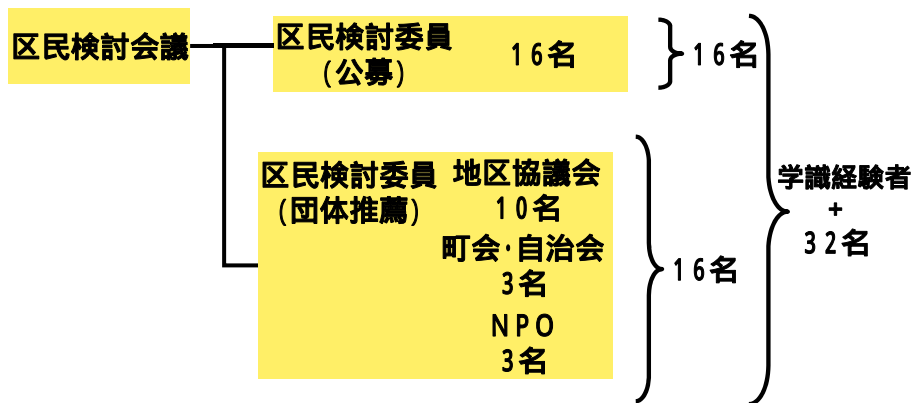 区民検討会議
区民検討委員
(公募)
16名
16名
区民検討委員
(団体推薦)
地区協議会
10名
町会・自治会
3名
NPO
3名
16名
学識経験者
+
32名